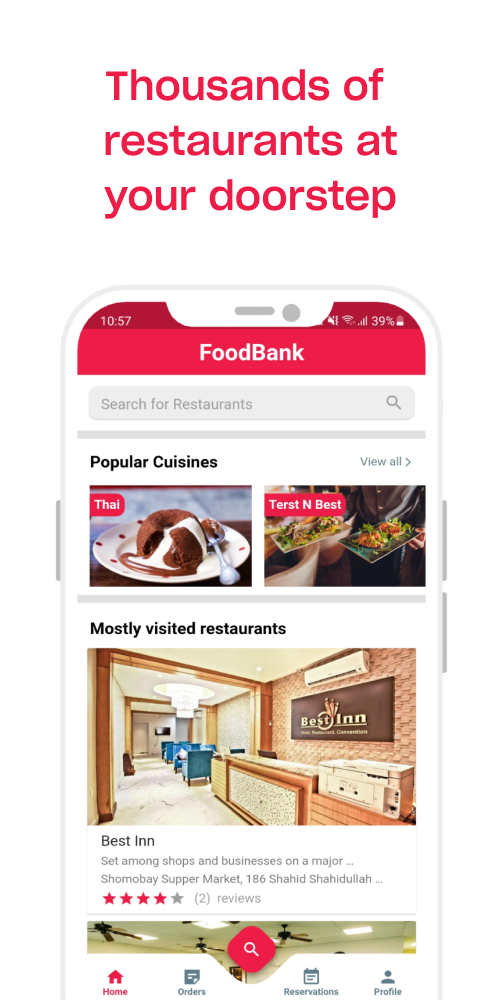 Thousands of
restaurants at
your doorstep
10:57
39%
FoodBank
Search for Restaurants
Popular Cuisines
View all
Thai
Terst N Best
Mostly visited restaurants
Best Inn
Hotel. Restaurant. Convention
Best Inn
Set among shops and businesses on a major ...
Shomobay Supper Market, 186 Shahid Shahidullah ...
(2) reviews
Home
Orders
Reservations
Profile